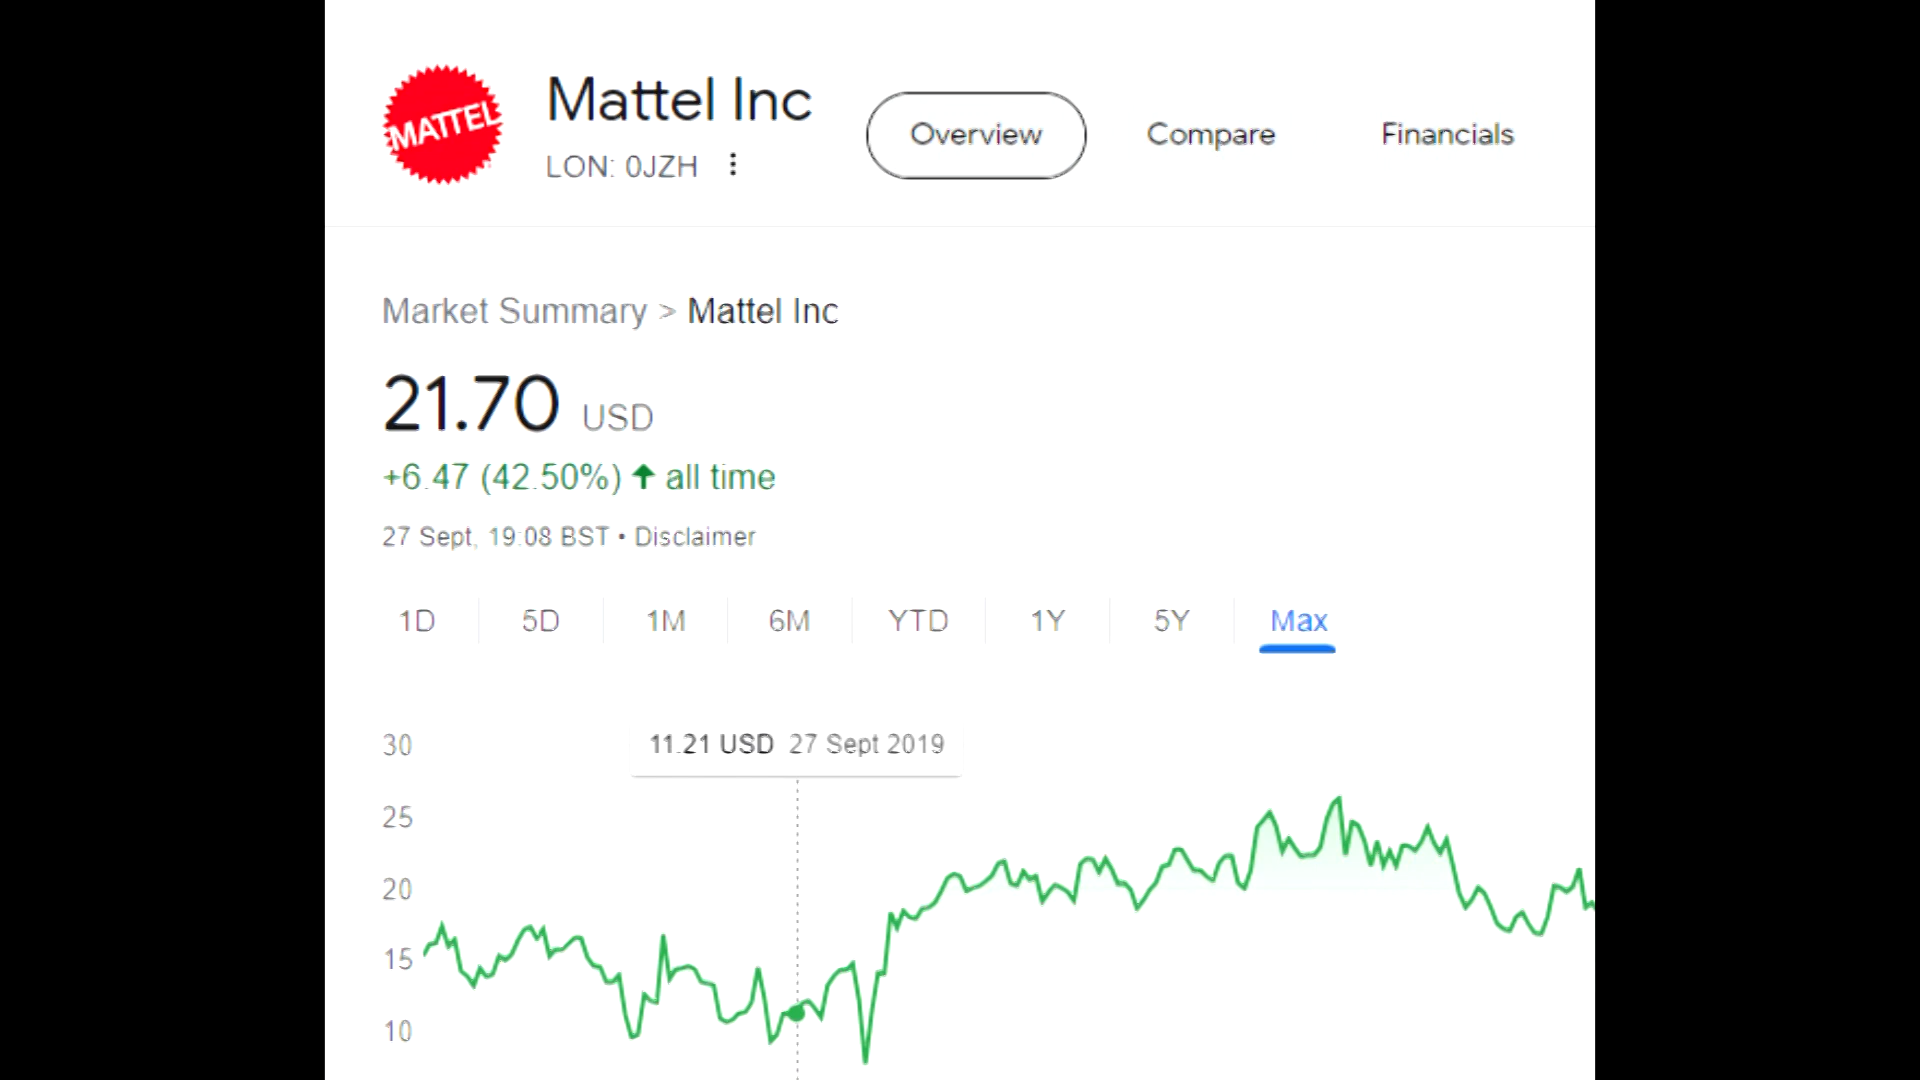 MATTEL
Mattel Inc
LON: 0JZH
Overview
Compare
Financials
Market Summary > Mattel Inc
21.70 USD
+6.47 (42.50%) ↑ all time
27 Sept, 19:08 BST • Disclaimer
1D 5D 1M 6M YTD 1Y 5Y Max
11.21 USD 27 Sept 2019
30
25
20
15
10